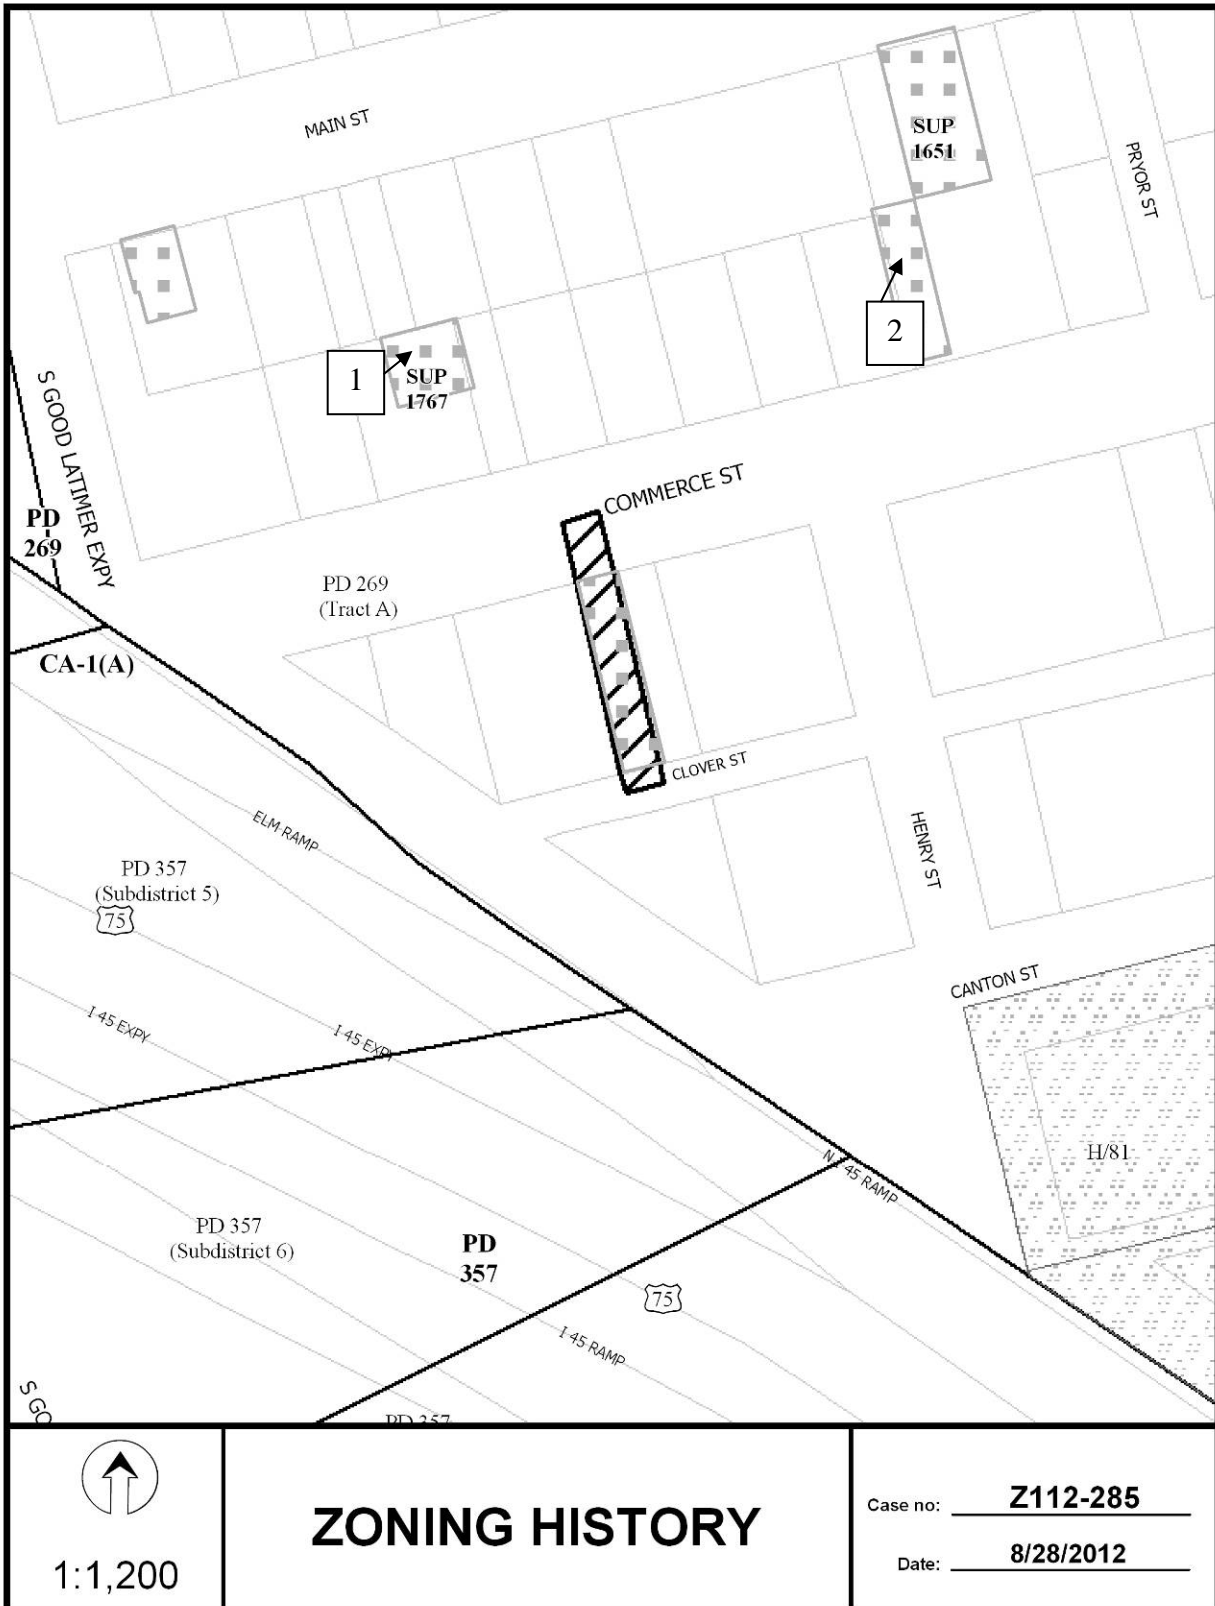 MAIN ST
SUP
1651
PRYOR ST
2
1
SUP
1767
S GOOD LATIMER EXPY
COMMERCE ST
PD
269
PD 269
(Tract A)
CA-1(A)
CLOVER ST
ELM RAMP
HENRY ST
PD 357
(Subdistrict 5)
75
CANTON ST
I 45 EXPY
I 45 EXPY
H/81
N I 45 RAMP
PD 357
(Subdistrict 6)
PD
357
75
I 45 RAMP
S GO
PD 357
1:1,200
ZONING HISTORY
Case no: Z112-285
Date: 8/28/2012